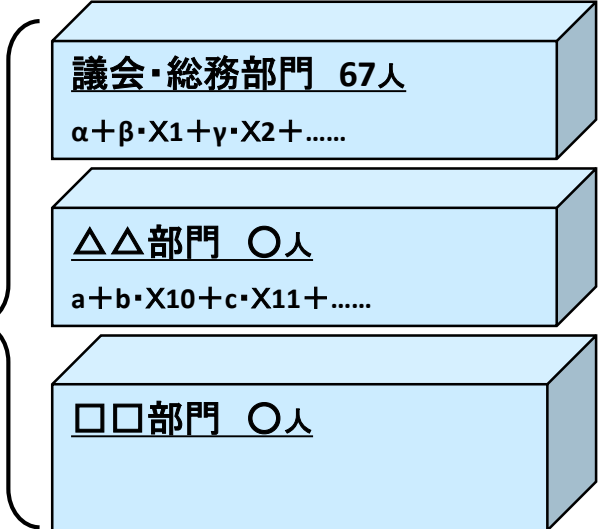 議会・総務部門　67人
α＋β・X1＋γ・X2＋……
△△部門　○人
a＋b・X10＋c・X11＋……
□□部門　○人